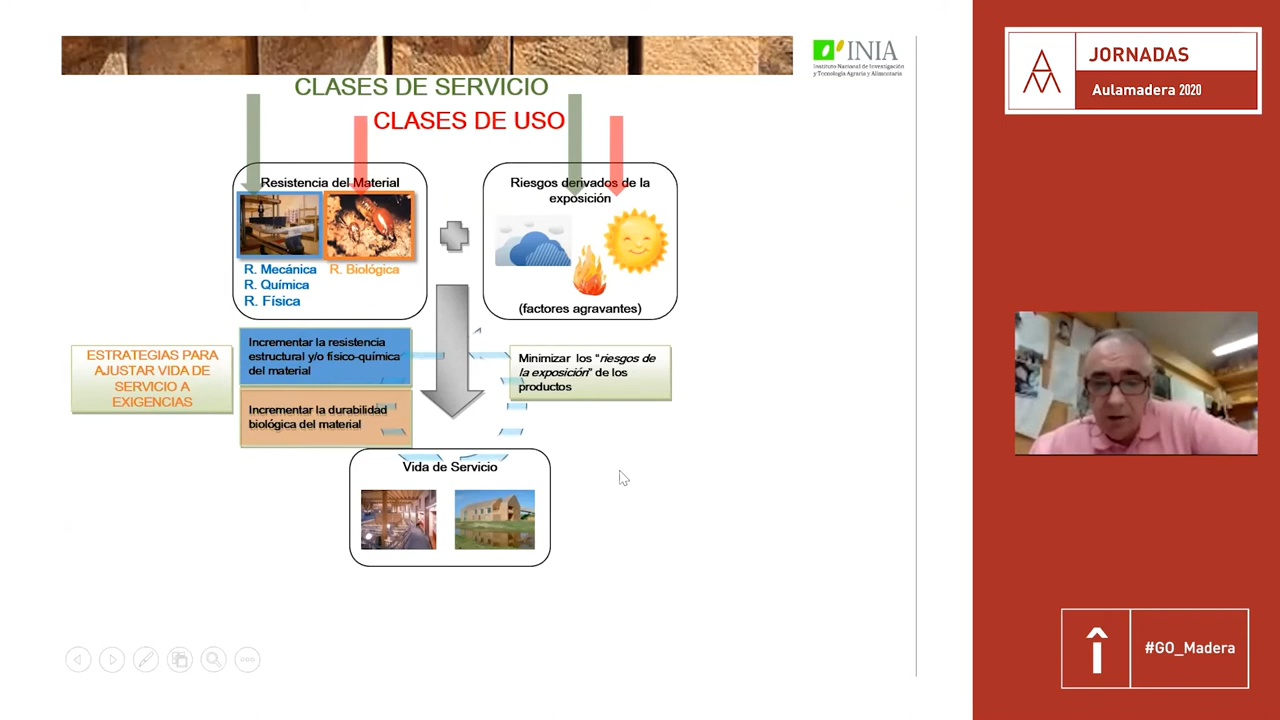 INIA
Instituto Nacional de Investigación
y Tecnología Agraria y Alimentaria
CLASES DE SERVICIO
CLASES DE USO
Resistencia del Material
R. Mecánica
R. Biológica
R. Química
R. Física
Riesgos derivados de la
exposición
(factores agravantes)
ESTRATEGIAS PARA
AJUSTAR VIDA DE
SERVICIO A
EXIGENCIAS
Incrementar la resistencia
estructural y/o físico-química
del material
Incrementar la durabilidad
biológica del material
Minimizar los “riesgos de
la exposición” de los
productos
Vida de Servicio
JORNADAS
Aulamadera 2020
#GO_Madera